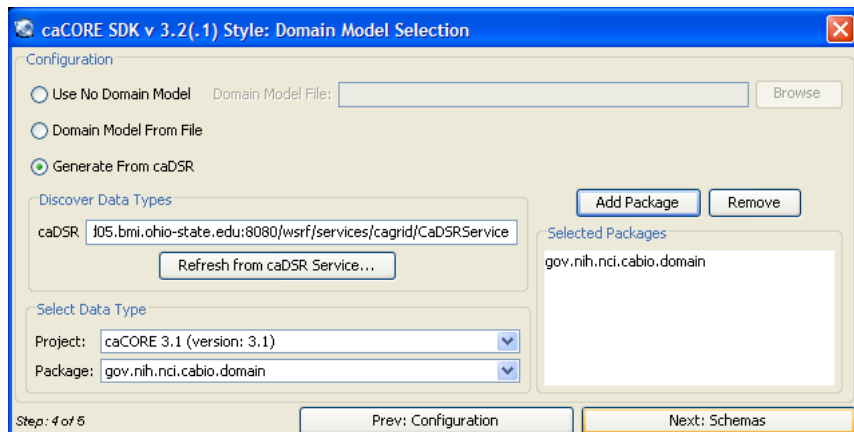 caCORE SDK v 3.2(.1) Style: Domain Model Selection
Configuration
Use No Domain Model Domain Model File: Browse
Domain Model From File
Generate From caDSR
Discover Data Types
Add Package Remove
caDSR 105.bmi.ohio-state.edu:8080/wsrf/services/cagrid/CaDSRService
Selected Packages
Refresh from caDSR Service...
gov.nih.nci.cabio.domain
Select Data Type
Project: caCORE 3.1 (version: 3.1)
Package: gov.nih.nci.cabio.domain
Step: 4 of 5 Prev: Configuration Next: Schemas